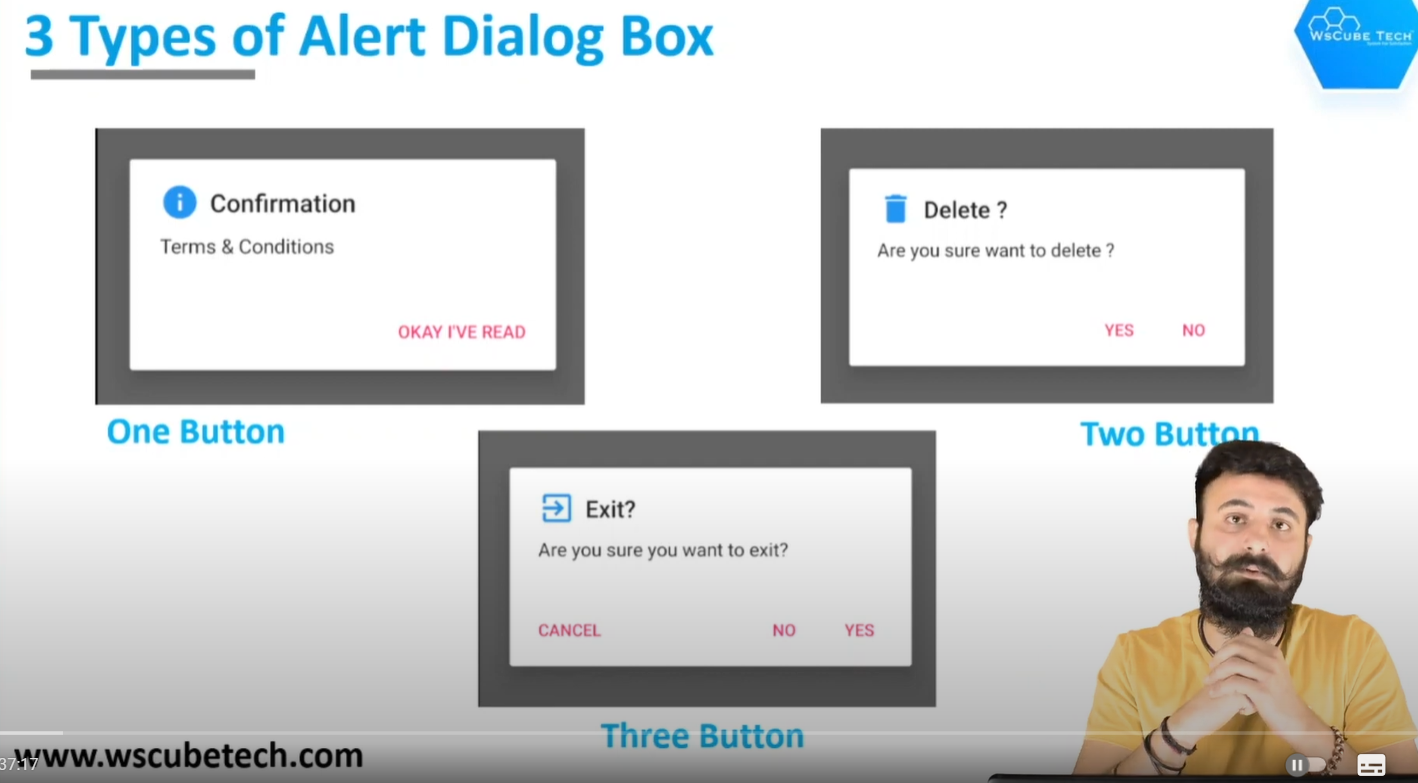 3 Types of Alert Dialog Box
WsCube Tech
Confirmation
Terms & Conditions
OKAY I'VE READ
One Button
Delete ?
Are you sure want to delete ?
YES NO
Two Button
Exit?
Are you sure you want to exit?
CANCEL NO YES
Three Button
www.wscubetech.com
37:17